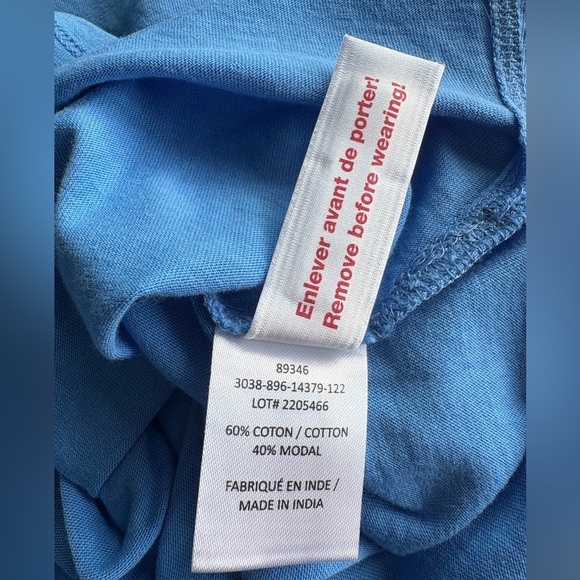 Enlever avant de porter!
Remove before wearing!
89346
3038-896-14379-122
LOT# 2205466
60% COTON / COTTON
40% MODAL
FABRIQUÉ EN INDE /
MADE IN INDIA